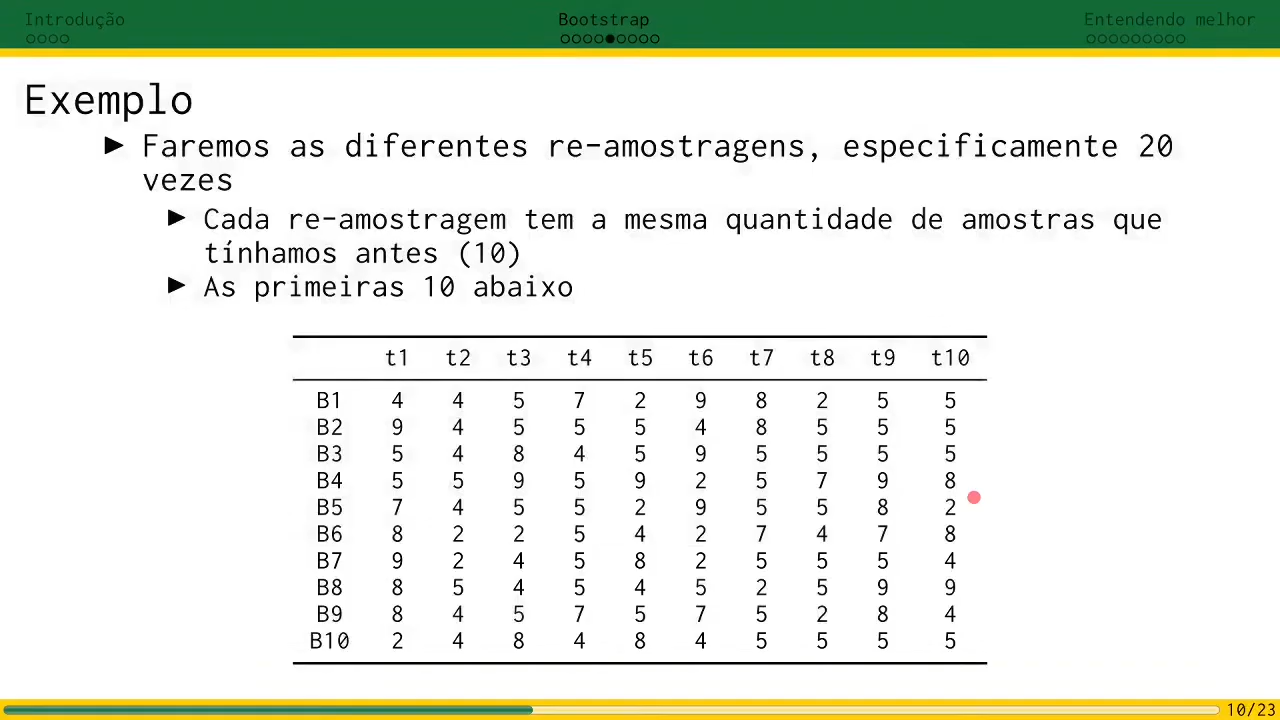 Introdução Bootstrap Entendendo melhor
Exemplo
▶ Faremos as diferentes re-amostragens, especificamente 20
vezes
▶ Cada re-amostragem tem a mesma quantidade de amostras que
tínhamos antes (10)
▶ As primeiras 10 abaixo
t1 t2 t3 t4 t5 t6 t7 t8 t9 t10
B1 4 4 5 7 2 9 8 2 5 5
B2 9 4 5 5 5 4 8 5 5 5
B3 5 4 8 4 5 9 5 5 5 5
B4 5 5 9 5 9 2 5 7 9 8
B5 7 4 5 5 2 9 5 5 8 2
B6 8 2 2 5 4 2 7 4 7 8
B7 9 2 4 5 8 2 5 5 5 4
B8 8 5 4 5 4 5 2 5 9 9
B9 8 4 5 7 5 7 5 2 8 4
B10 2 4 8 4 8 4 5 5 5 5
10/23